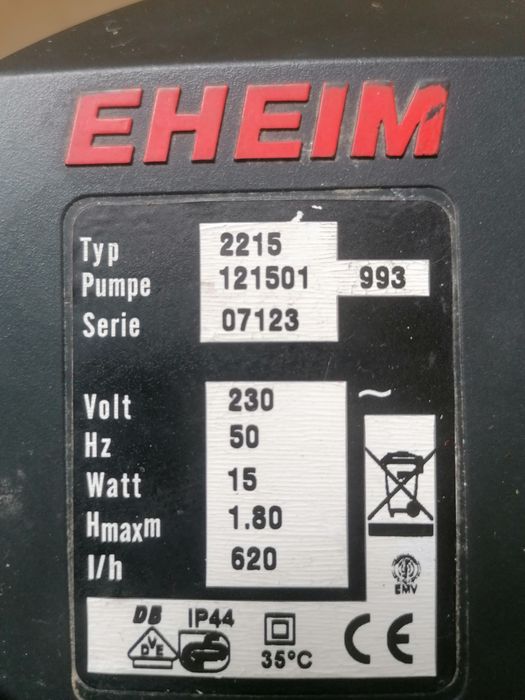 EHEIM
Typ 2215
Pumpe 121501 993
Serie 07123
Volt 230 ~
Hz 50
Watt 15
Hmaxm 1.80
l/h 620
EMV
DB IP44
DVE
35°C CE